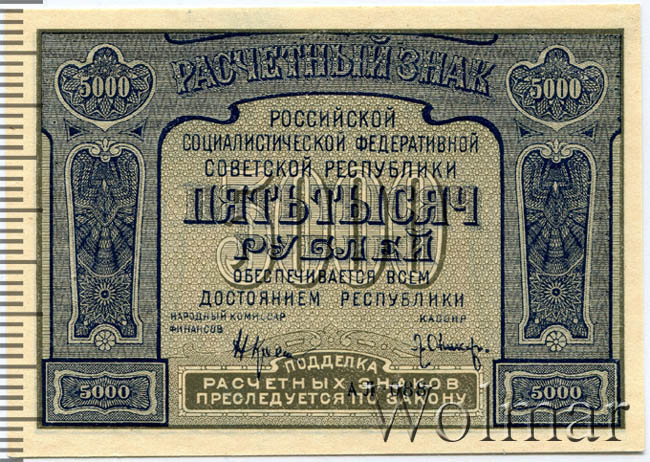 РАСЧЕТНЫЙ ЗНАК
5000 5000
РОССИЙСКОЙ
СОЦИАЛИСТИЧЕСКОЙ ФЕДЕРАТИВНОЙ
СОВЕТСКОЙ РЕСПУБЛИКИ
5000
ПЯТЬ ТЫСЯЧ
РУБЛЕЙ
ОБЕСПЕЧИВАЕТСЯ ВСЕМ
ДОСТОЯНИЕМ РЕСПУБЛИКИ
НАРОДНЫЙ КОМИССАР
ФИНАНСОВ
КАССИР
ПОДДЕЛКА
РАСЧЕТНЫХ ЗНАКОВ
ПРЕСЛЕДУЕТСЯ ПО ЗАКОНУ
5000 5000
Wolmar